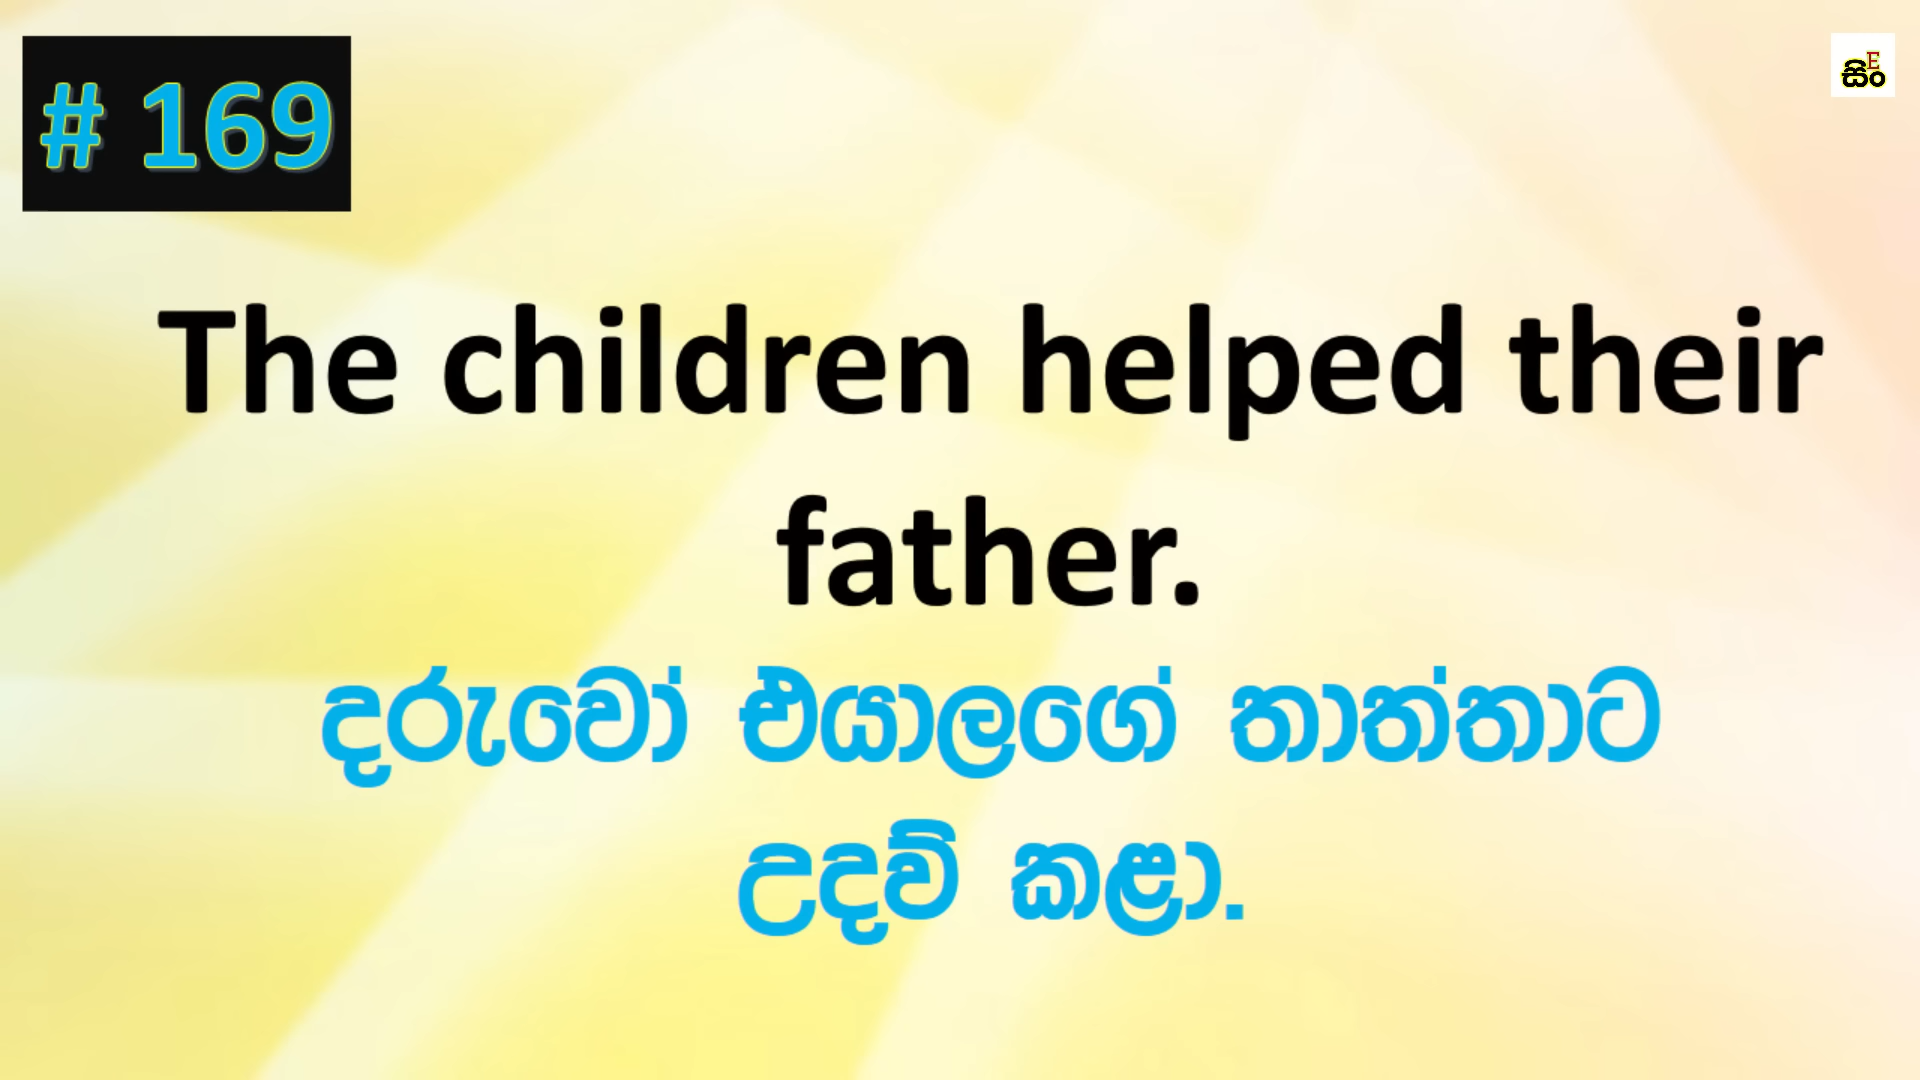 # 169
සිංE
The children helped their
father.
දරුවෝ එයාලගේ තාත්තාට
උදව් කළා.